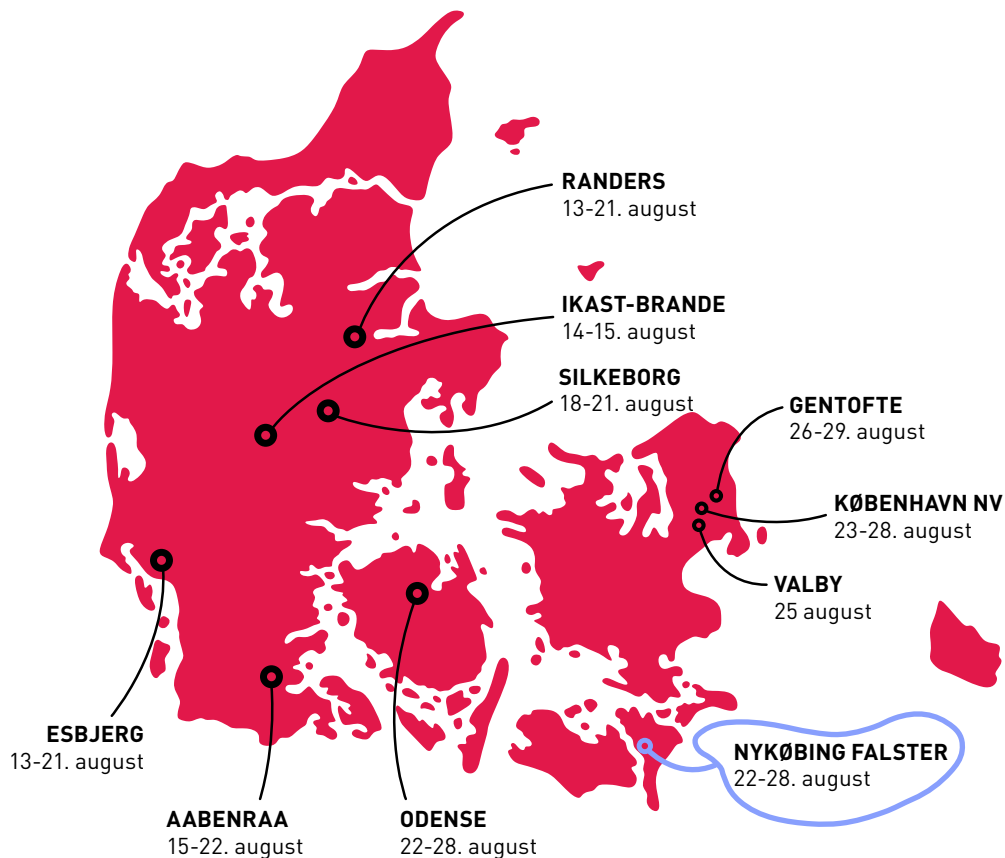 RANDERS
13-21. august
IKAST-BRANDE
14-15. august
SILKEBORG
18-21. august
GENTOFTE
26-29. august
KØBENHAVN NV
23-28. august
VALBY
25 august
NYKØBING FALSTER
22-28. august
ESBJERG
13-21. august
AABENRAA
15-22. august
ODENSE
22-28. august